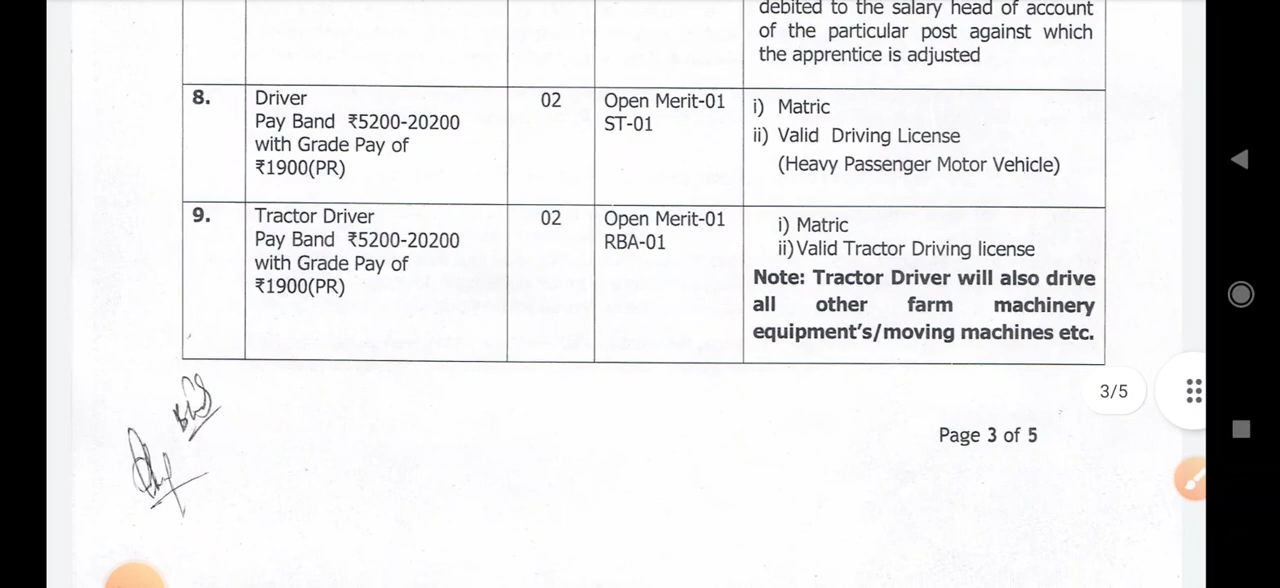 debited to the salary head of account
of the particular post against which
the apprentice is adjusted
8.
Driver
Pay Band ₹5200-20200
with Grade Pay of
₹1900(PR)
02
Open Merit-01
ST-01
i) Matric
ii) Valid Driving License
(Heavy Passenger Motor Vehicle)
9.
Tractor Driver
Pay Band ₹5200-20200
with Grade Pay of
₹1900(PR)
02
Open Merit-01
RBA-01
i) Matric
ii) Valid Tractor Driving license
Note: Tractor Driver will also drive
all other farm machinery
equipment's/moving machines etc.
3/5
Page 3 of 5